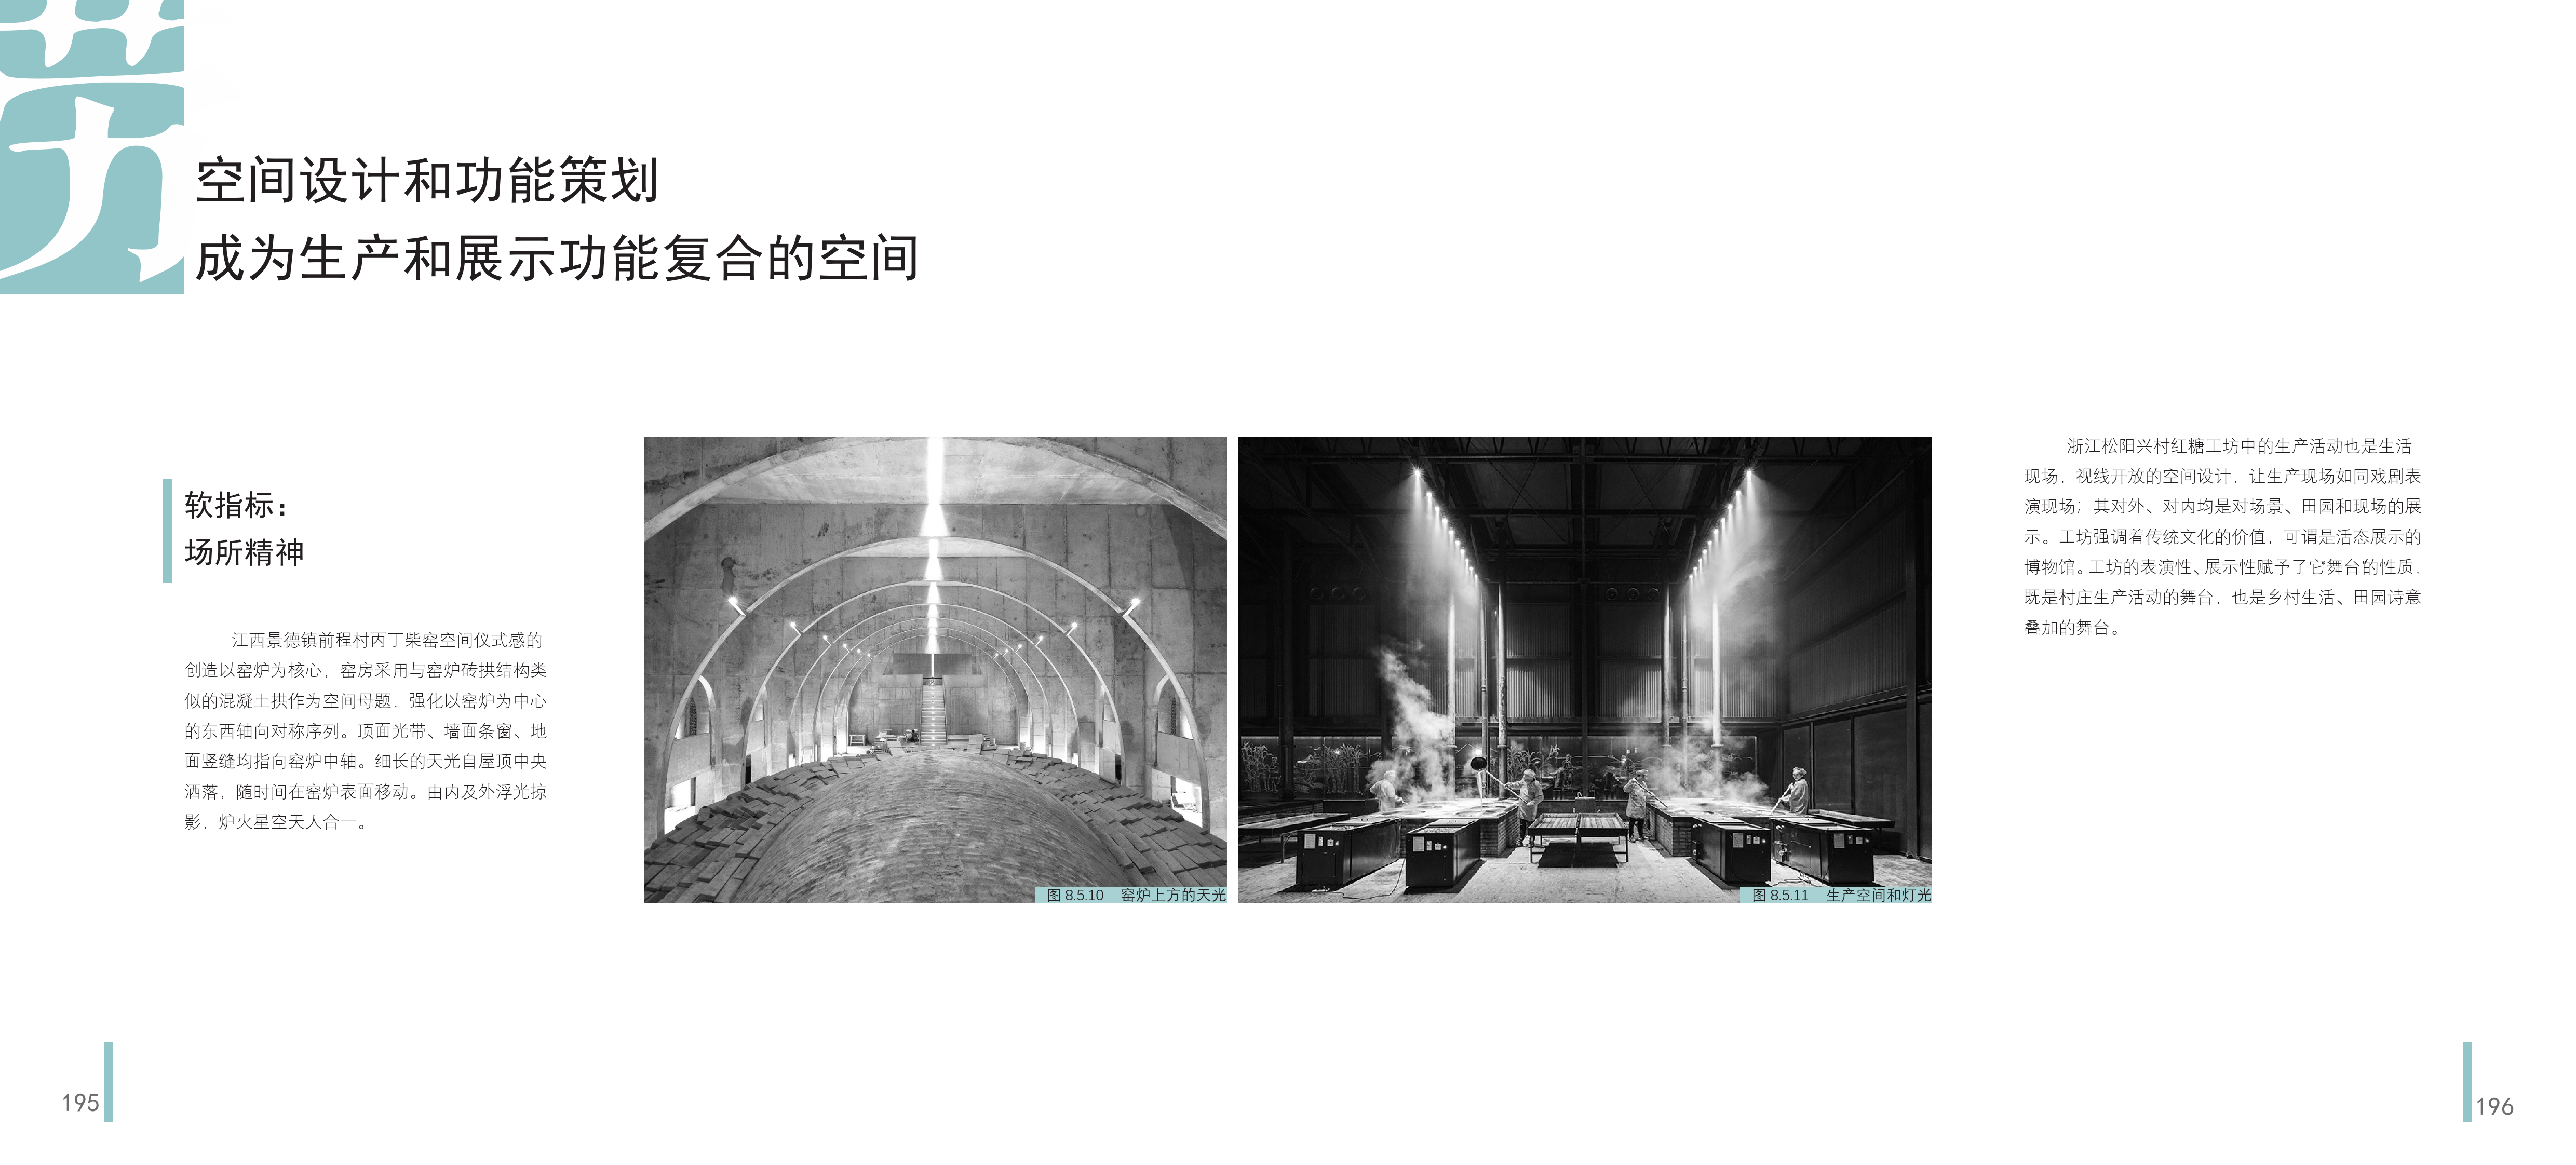 空间设计和功能策划
成为生产和展示功能复合的空间
软指标：
场所精神
江西景德镇前程村丙丁柴窑空间仪式感的
创造以窑炉为核心，窑房采用与窑炉砖拱结构类
似的混凝土拱作为空间母题，强化以窑炉为中心
的东西轴向对称序列。顶面光带、墙面条窗、地
面竖缝均指向窑炉中轴。细长的天光自屋顶中央
洒落，随时间在窑炉表面移动。由内及外浮光掠
影，炉火星空天人合一。
图 8.5.10 窑炉上方的天光
图 8.5.11 生产空间和灯光
浙江松阳兴村红糖工坊中的生产活动也是生活
现场，视线开放的空间设计，让生产现场如同戏剧表
演现场；其对外、对内均是对场景、田园和现场的展
示。工坊强调着传统文化的价值，可谓是活态展示的
博物馆。工坊的表演性、展示性赋予了它“舞台”的性质，
既是村庄生产活动的舞台，也是乡村生活、田园诗意
叠加的舞台。
195
196